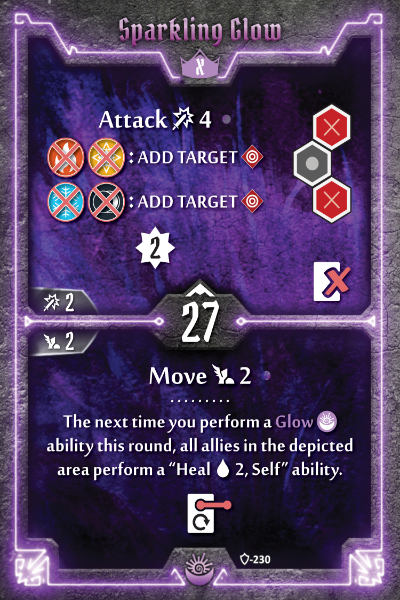 Sparkling Glow
X
Attack 4
: ADD TARGET
: ADD TARGET
2
2
27
2
Move 2
The next time you perform a Glow
ability this round, all allies in the depicted
area perform a “Heal 2, Self” ability.
-230